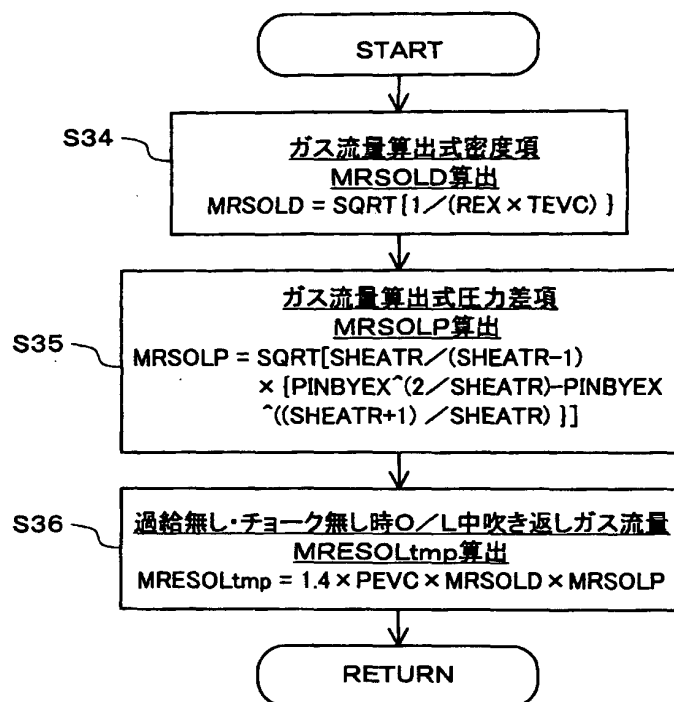 START
S34
ガス流量算出式密度項
MRSOLD算出
MRSOLD = SQRT{1／(REX×TEVC) }
S35
ガス流量算出式圧力差項
MRSOLP算出
MRSOLP = SQRT[SHEATR／(SHEATR-1)
× {PINBYEX^(2／SHEATR)-PINBYEX
^((SHEATR+1) ／SHEATR) }]
S36
過給無し・チョーク無し時O／L中吹き返しガス流量
MRESOLtmp算出
MRESOLtmp = 1.4×PEVC×MRSOLD×MRSOLP
RETURN